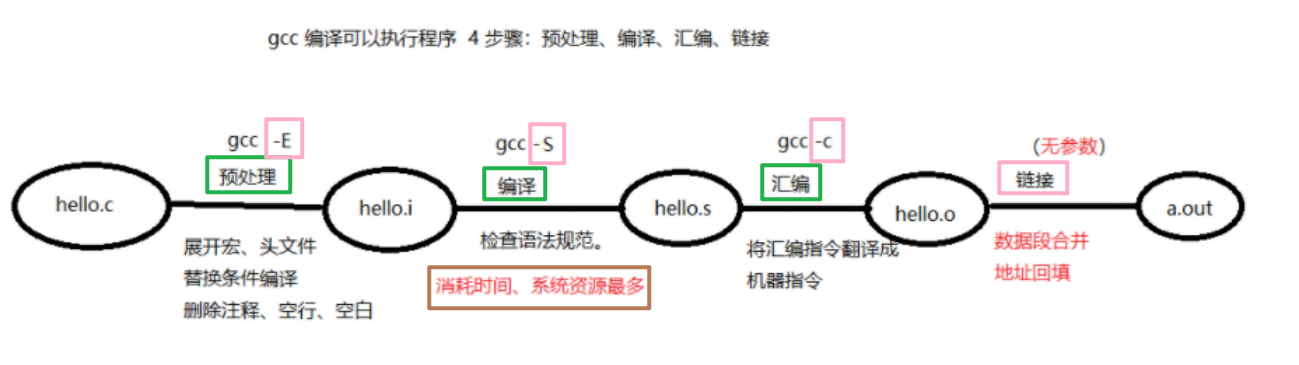 gcc 编译可以执行程序 4 步骤：预处理、编译、汇编、链接
gcc -E
预处理
gcc -S
编译
gcc -c
汇编
(无参数)
链接
hello.c
hello.i
hello.s
hello.o
a.out
展开宏、头文件
替换条件编译
删除注释、空行、空白
检查语法规范。
消耗时间、系统资源最多
将汇编指令翻译成
机器指令
数据段合并
地址回填